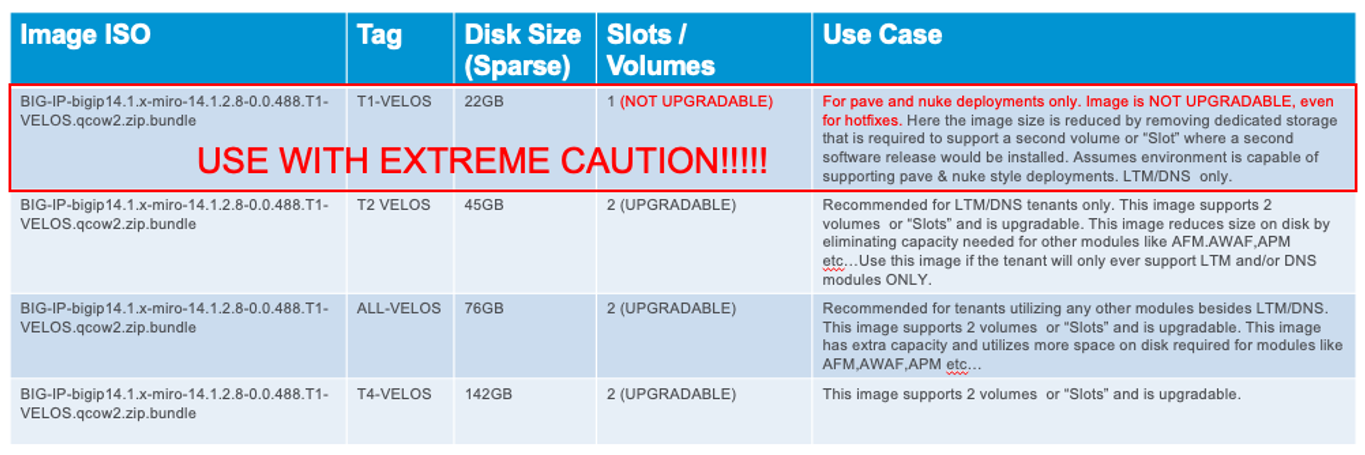 Image ISO
Tag
Disk Size
(Sparse)
Slots /
Volumes
Use Case
BIG-IP-bigip14.1.x-miro-14.1.2.8-0.0.488.T1-
VELOS.qcow2.zip.bundle
T1-VELOS
22GB
1 (NOT UPGRADABLE)
For pave and nuke deployments only. Image is NOT UPGRADABLE, even
for hotfixes. Here the image size is reduced by removing dedicated storage
that is required to support a second volume or “Slot” where a second
software release would be installed. Assumes environment is capable of
supporting pave & nuke style deployments. LTM/DNS only.
USE WITH EXTREME CAUTION!!!!!
BIG-IP-bigip14.1.x-miro-14.1.2.8-0.0.488.T1-
VELOS.qcow2.zip.bundle
T2 VELOS
45GB
2 (UPGRADABLE)
Recommended for LTM/DNS tenants only. This image supports 2
volumes or “Slots” and is upgradable. This image reduces size on disk by
eliminating capacity needed for other modules like AFM.AWAF,APM
etc…Use this image if the tenant will only ever support LTM and/or DNS
modules ONLY.
BIG-IP-bigip14.1.x-miro-14.1.2.8-0.0.488.T1-
VELOS.qcow2.zip.bundle
ALL-VELOS
76GB
2 (UPGRADABLE)
Recommended for tenants utilizing any other modules besides LTM/DNS.
This image supports 2 volumes or “Slots” and is upgradable. This image
has extra capacity and utilizes more space on disk required for modules like
AFM,AWAF,APM etc…
BIG-IP-bigip14.1.x-miro-14.1.2.8-0.0.488.T1-
VELOS.qcow2.zip.bundle
T4-VELOS
142GB
2 (UPGRADABLE)
This image supports 2 volumes or “Slots” and is upgradable.